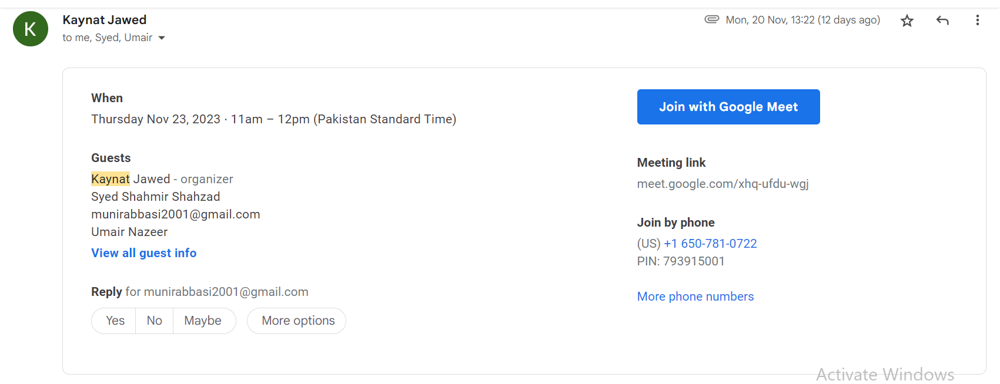 K
Kaynat Jawed
Mon, 20 Nov, 13:22 (12 days ago)
to me, Syed, Umair
When
Thursday Nov 23, 2023 · 11am – 12pm (Pakistan Standard Time)
Guests
Kaynat Jawed - organizer
Syed Shahmir Shahzad
munirabbasi2001@gmail.com
Umair Nazeer
View all guest info
Reply for munirabbasi2001@gmail.com
Yes No Maybe More options
Join with Google Meet
Meeting link
meet.google.com/xhq-ufdu-wgj
Join by phone
(US) +1 650-781-0722
PIN: 793915001
More phone numbers
Activate Windows